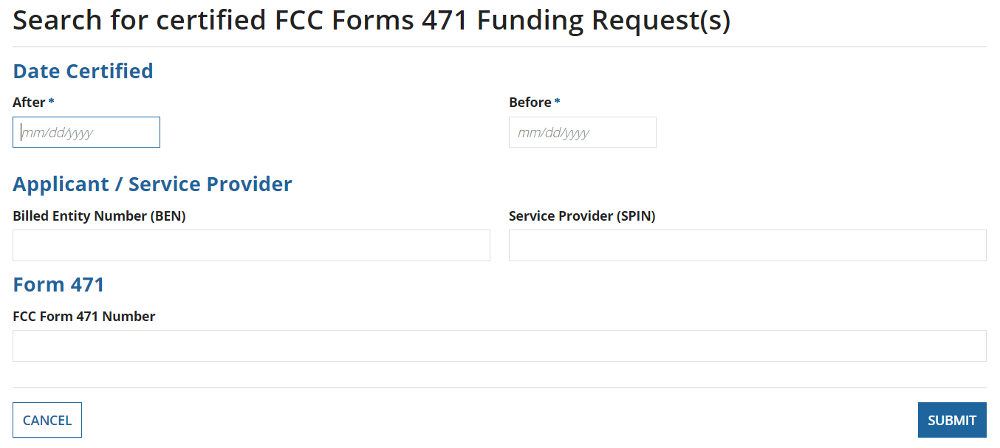 Search for certified FCC Forms 471 Funding Request(s)
Date Certified
After *
Before *
mm/dd/yyyy
mm/dd/yyyy
Applicant / Service Provider
Billed Entity Number (BEN)
Service Provider (SPIN)
Form 471
FCC Form 471 Number
CANCEL
SUBMIT